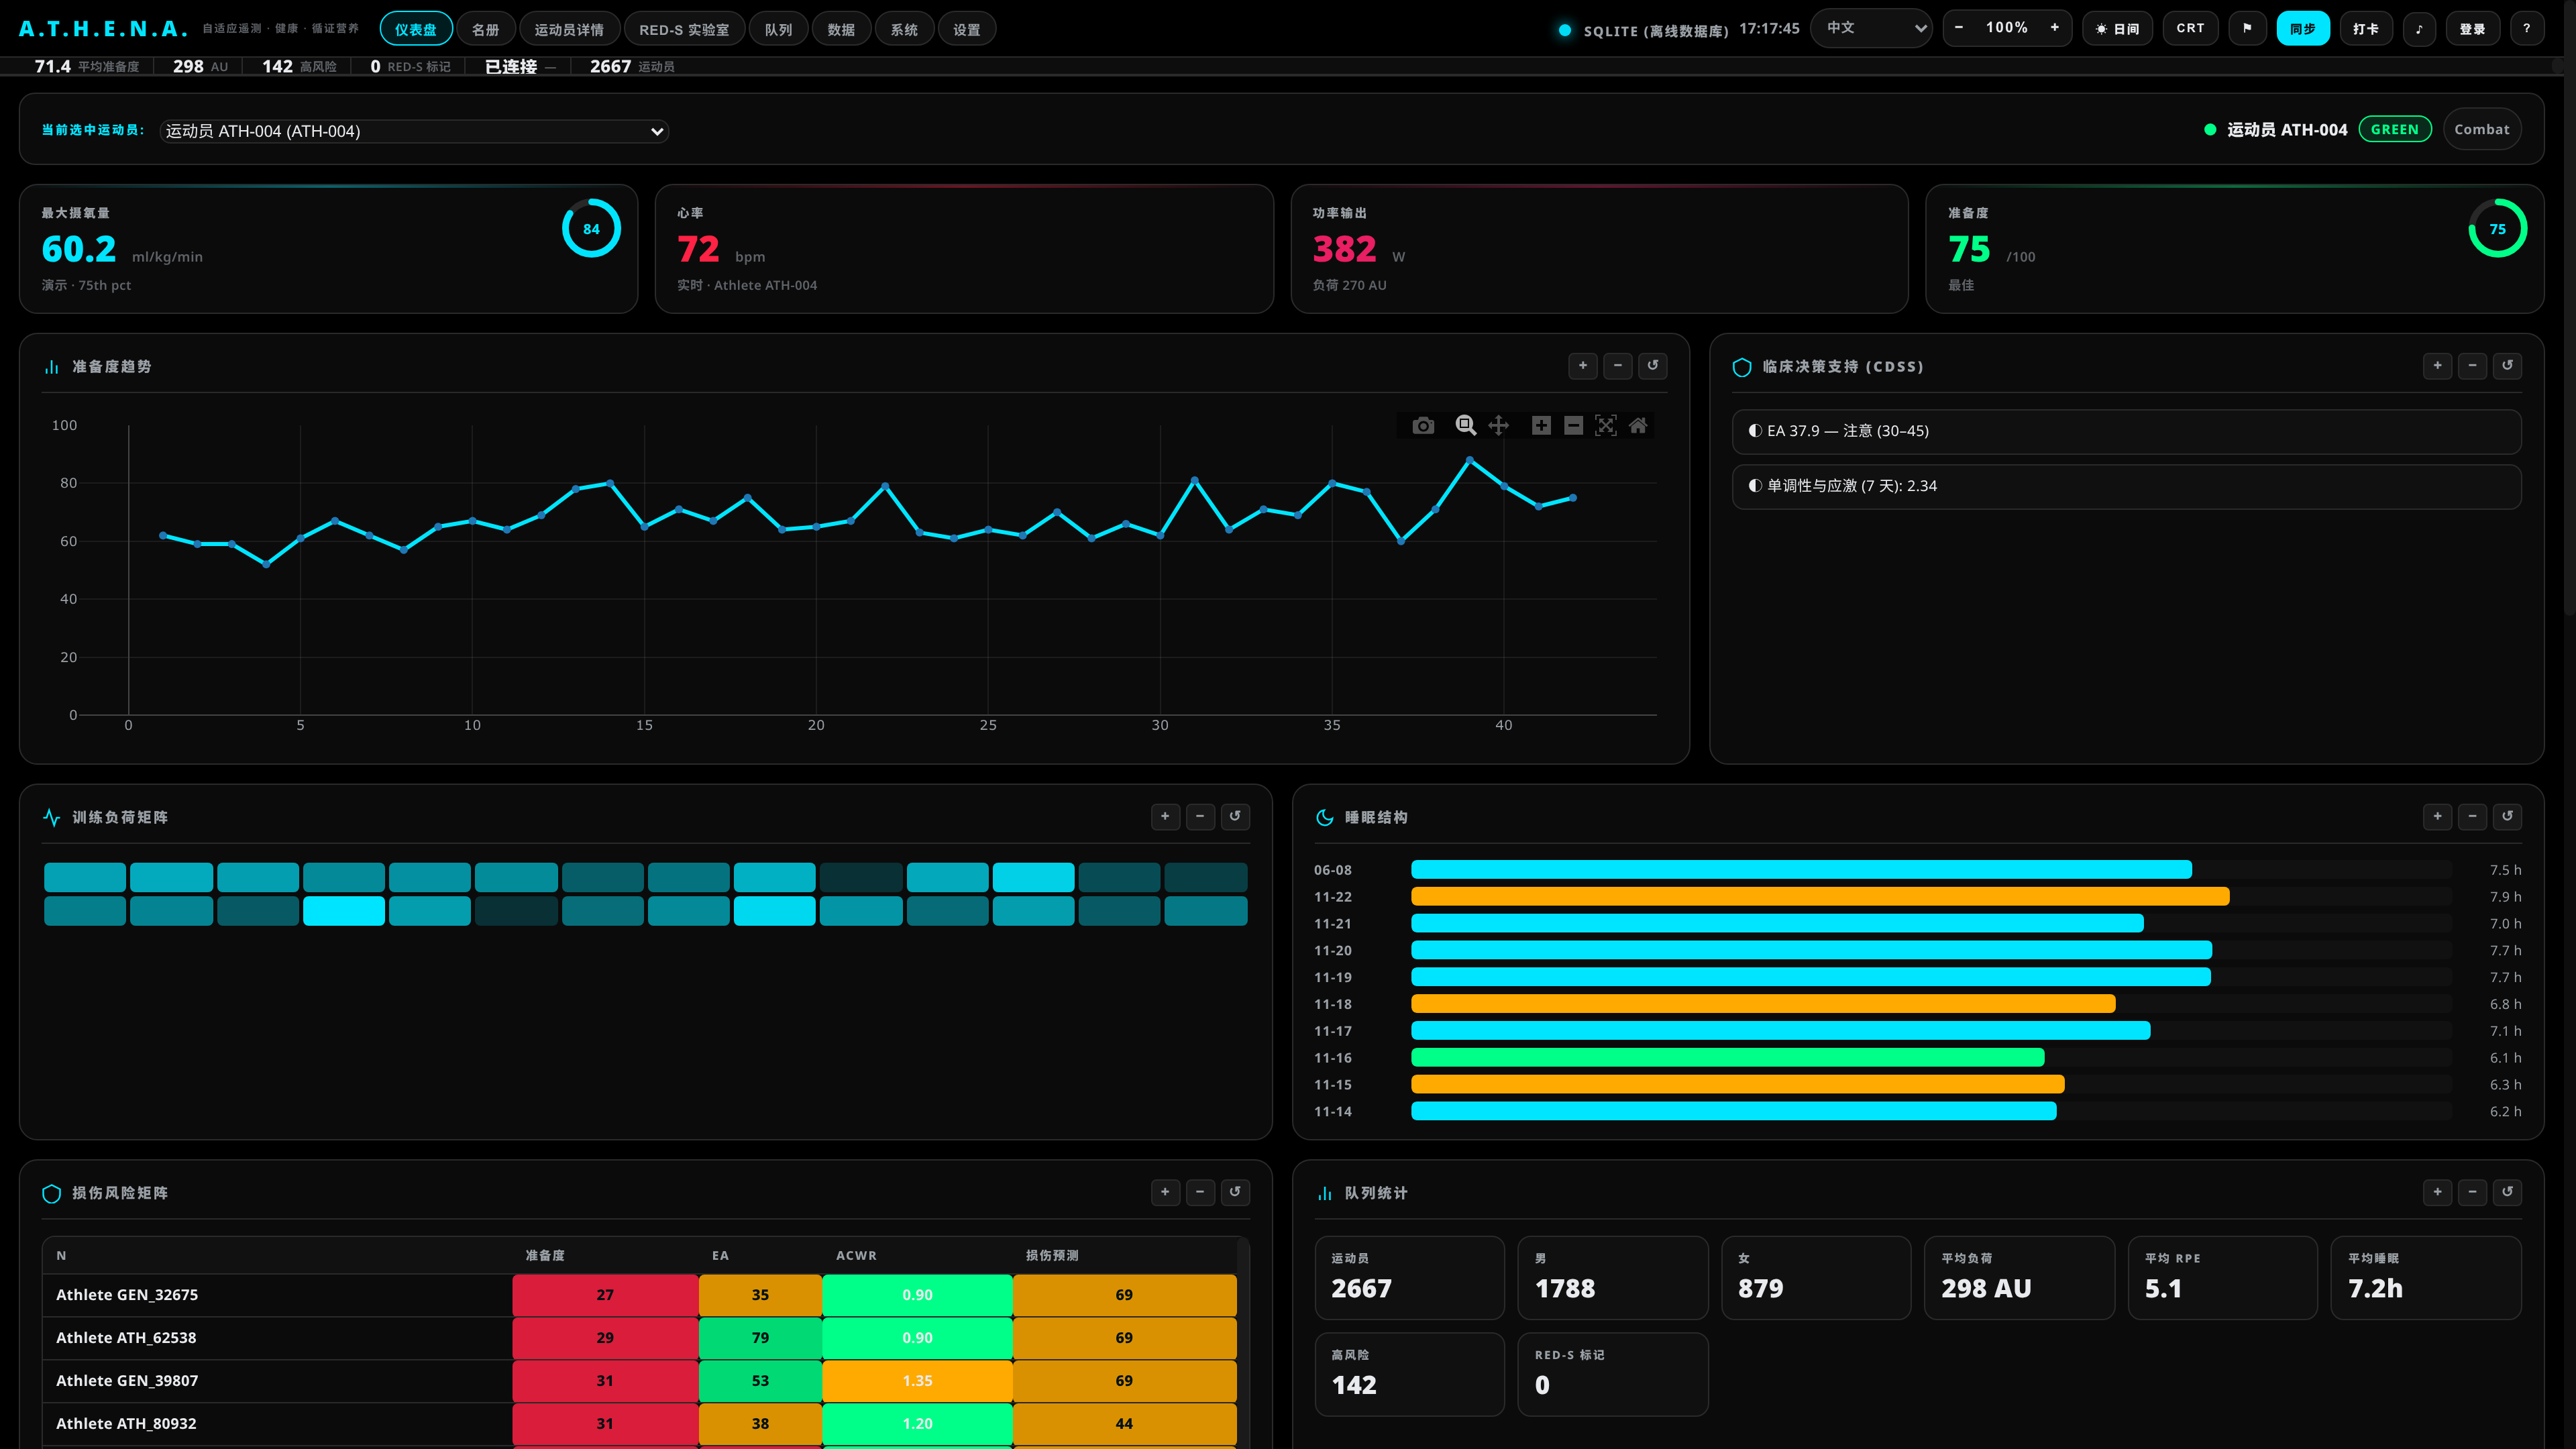 A.T.H.E.N.A. 自适应遥测 · 健康 · 循证营养 仪表盘 名册 运动员详情 RED-S 实验室 队列 数据 系统 设置 SQLITE (离线数据库) 17:17:45 中文 − 100% + ☀ 日间 CRT ⚑ 同步 打卡 ♪ 登录 ?
71.4 平均准备度 298 AU 142 高风险 0 RED-S 标记 已连接 — 2667 运动员
当前选中运动员: 运动员 ATH-004 (ATH-004) 运动员 ATH-004 GREEN Combat
最大摄氧量
60.2 ml/kg/min
演示 · 75th pct
84
心率
72 bpm
实时 · Athlete ATH-004
功率输出
382 W
负荷 270 AU
准备度
75 /100
最佳
75
准备度趋势 + − ↺
100
80
60
40
20
0
0 5 10 15 20 25 30 35 40
临床决策支持 (CDSS) + − ↺
◐ EA 37.9 — 注意 (30–45)
◐ 单调性与应激 (7 天): 2.34
训练负荷矩阵 + − ↺
睡眠结构 + − ↺
06-08 7.5 h
11-22 7.9 h
11-21 7.0 h
11-20 7.7 h
11-19 7.7 h
11-18 6.8 h
11-17 7.1 h
11-16 6.1 h
11-15 6.3 h
11-14 6.2 h
损伤风险矩阵 + − ↺
N 准备度 EA ACWR 损伤预测
Athlete GEN_32675 27 35 0.90 69
Athlete ATH_62538 29 79 0.90 69
Athlete GEN_39807 31 53 1.35 69
Athlete ATH_80932 31 38 1.20 44
队列统计 + − ↺
运动员
2667
男
1788
女
879
平均负荷
298 AU
平均 RPE
5.1
平均睡眠
7.2h
高风险
142
RED-S 标记
0